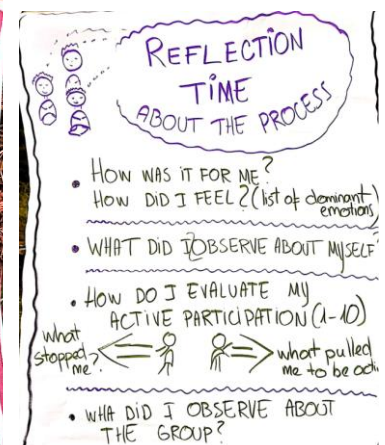 REFLECTION
TIME
ABOUT THE PROCESS
• HOW WAS IT FOR ME?
HOW DID I FEEL? (list of dominant
emotions)
• WHAT DID I OBSERVE ABOUT MYSELF
• HOW DO I EVALUATE MY
ACTIVE PARTICIPATION (1-10)
what
stopped
me?
what pulled
me to be acti
• WHA DID I OBSERVE ABOUT
THE GROUP?